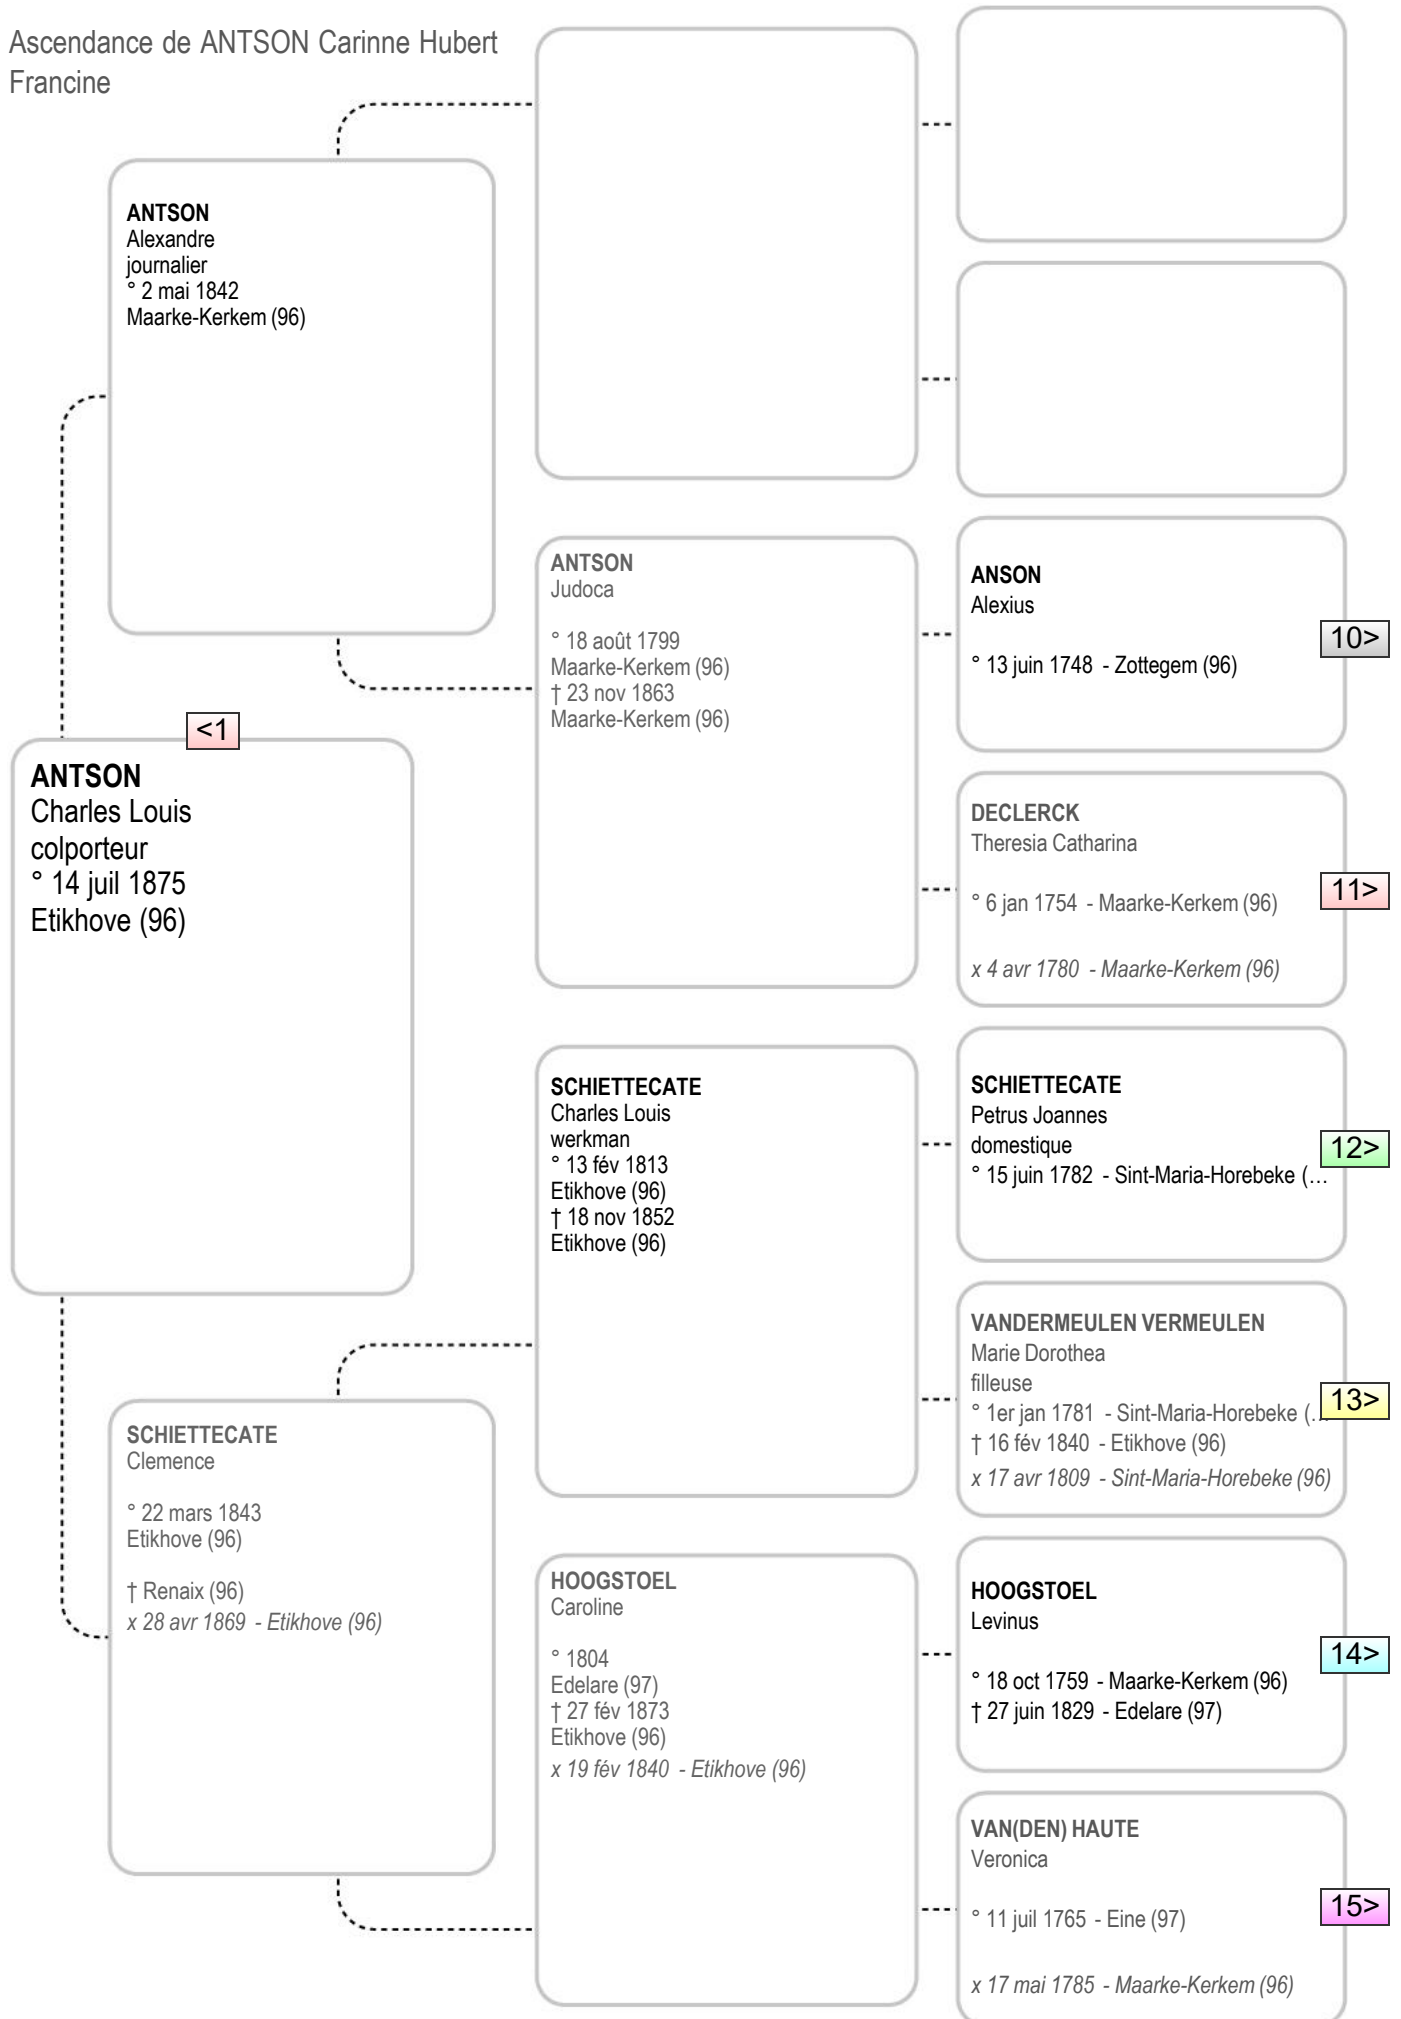 Ascendance de ANTSON Carinne Hubert
Francine
ANTSON
Alexandre
journalier
° 2 mai 1842
Maarke-Kerkem (96)
<1
ANTSON
Charles Louis
colporteur
° 14 juil 1875
Etikhove (96)
SCHIETTECATE
Clemence
° 22 mars 1843
Etikhove (96)
† Renaix (96)
x 28 avr 1869 - Etikhove (96)
ANTSON
Judoca
° 18 août 1799
Maarke-Kerkem (96)
† 23 nov 1863
Maarke-Kerkem (96)
SCHIETTECATE
Charles Louis
werkman
° 13 fév 1813
Etikhove (96)
† 18 nov 1852
Etikhove (96)
HOOGSTOEL
Caroline
° 1804
Edelare (97)
† 27 fév 1873
Etikhove (96)
x 19 fév 1840 - Etikhove (96)
ANSON
Alexius
° 13 juin 1748 - Zottegem (96)
10>
DECLERCK
Theresia Catharina
° 6 jan 1754 - Maarke-Kerkem (96)
x 4 avr 1780 - Maarke-Kerkem (96)
11>
SCHIETTECATE
Petrus Joannes
domestique
° 15 juin 1782 - Sint-Maria-Horebeke (…
12>
VANDERMEULEN VERMEULEN
Marie Dorothea
filleuse
° 1er jan 1781 - Sint-Maria-Horebeke (…
† 16 fév 1840 - Etikhove (96)
x 17 avr 1809 - Sint-Maria-Horebeke (96)
13>
HOOGSTOEL
Levinus
° 18 oct 1759 - Maarke-Kerkem (96)
† 27 juin 1829 - Edelare (97)
14>
VAN(DEN) HAUTE
Veronica
° 11 juil 1765 - Eine (97)
x 17 mai 1785 - Maarke-Kerkem (96)
15>